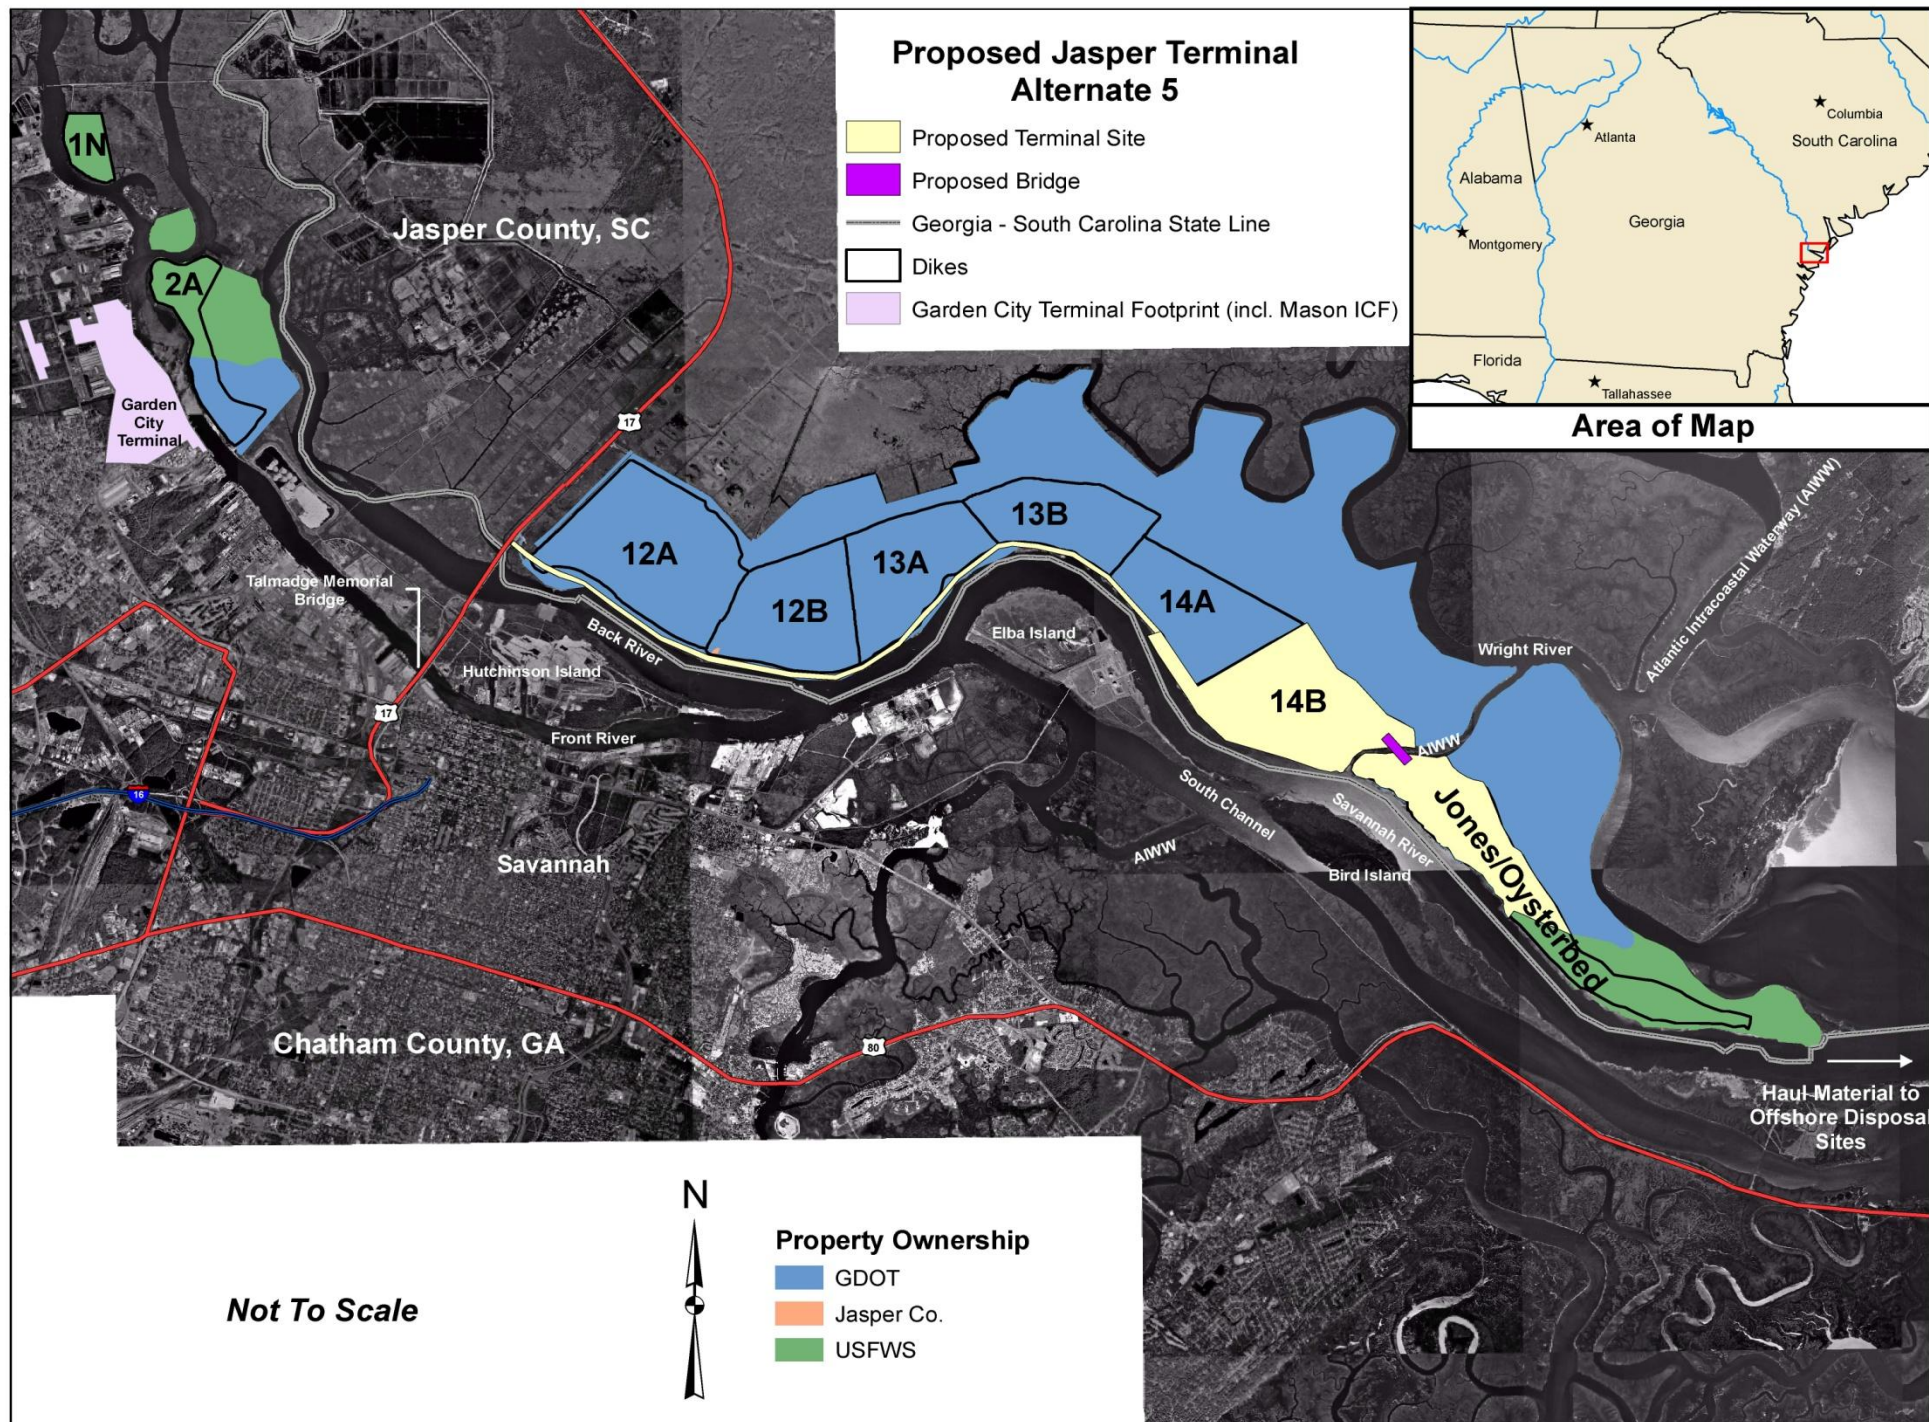 Proposed Jasper Terminal
Alternate 5
Proposed Terminal Site
Proposed Bridge
Georgia - South Carolina State Line
Dikes
Garden City Terminal Footprint (incl. Mason ICF)
Columbia
Atlanta
South Carolina
Alabama
Georgia
Montgomery
Florida
Tallahassee
Area of Map
1N
Jasper County, SC
2A
Garden
City
Terminal
17
12A
12B
13A
13B
14A
14B
Talmadge Memorial
Bridge
Back River
Hutchinson Island
Elba Island
Wright River
Atlantic Intracoastal Waterway (AIWW)
17
Front River
AIWW
South Channel
Savannah River
Jones/Oysterbed
16
AIWW
Bird Island
Savannah
Chatham County, GA
80
Haul Material to
Offshore Disposal
Sites
N
Not To Scale
Property Ownership
GDOT
Jasper Co.
USFWS